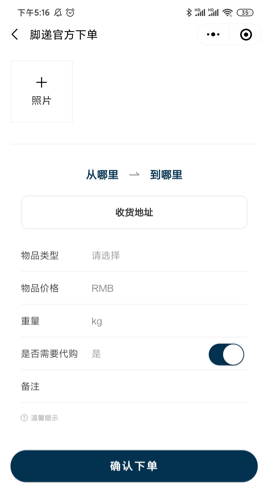 下午5:16
55
脚递官方下单
+
照片
从哪里 → 到哪里
收货地址
物品类型 请选择
物品价格 RMB
重量 kg
是否需要代购 是
备注
温馨提示
确认下单